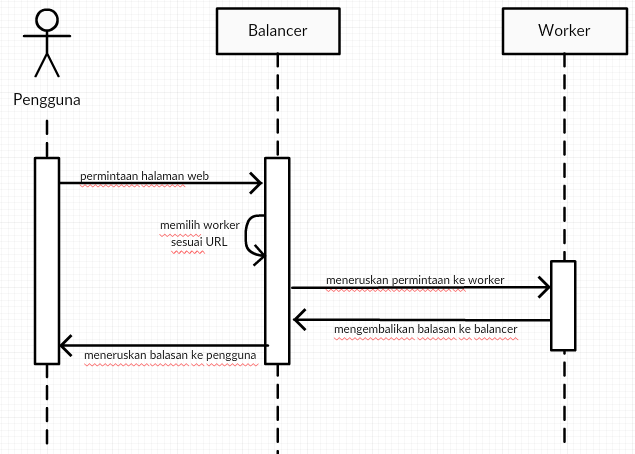 Balancer
Worker
Pengguna
permintaan halaman web
memilih worker
sesuai URL
meneruskan permintaan ke worker
mengembalikan balasan ke balancer
meneruskan balasan ke pengguna